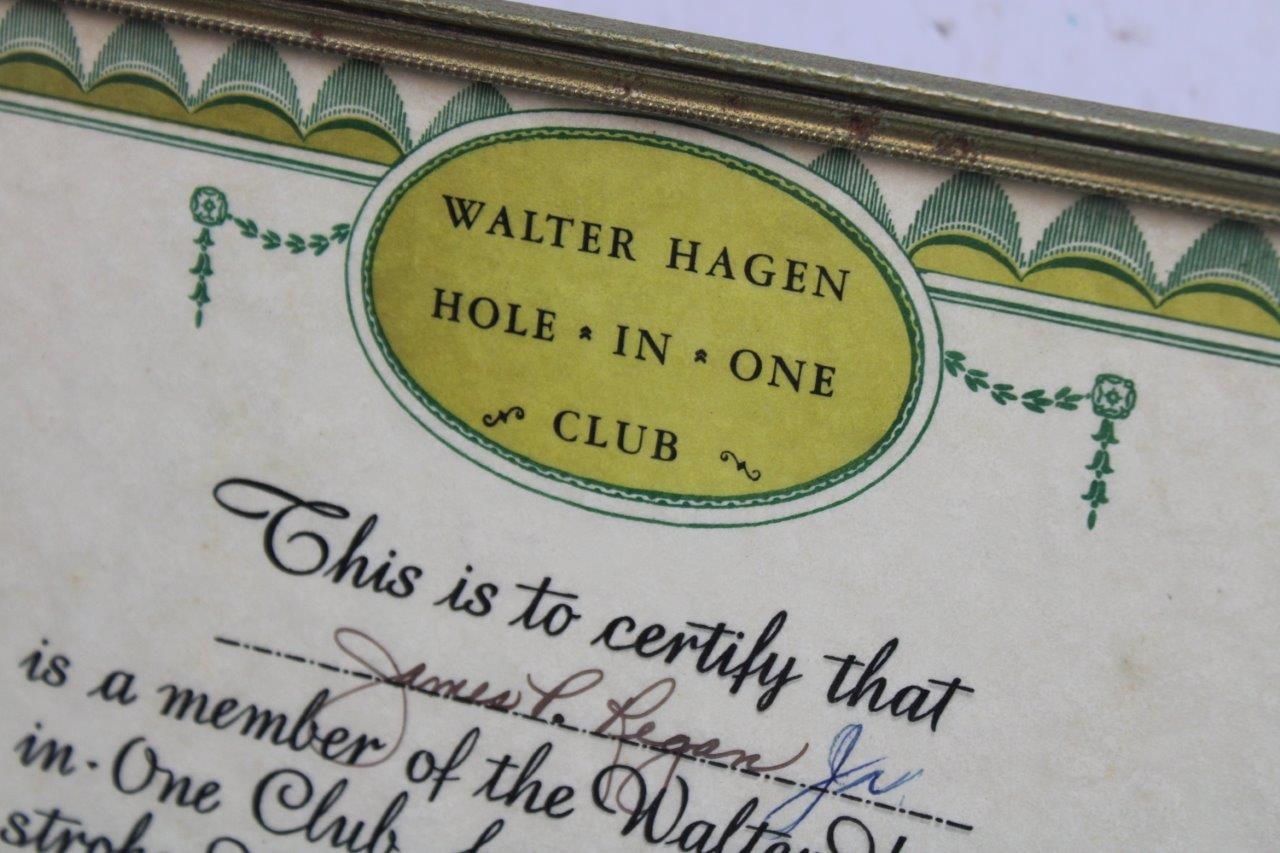 WALTER HAGEN
HOLE IN ONE
CLUB
This is to certify that
James P. Regan Jr
is a member of the Walter
in-One Club